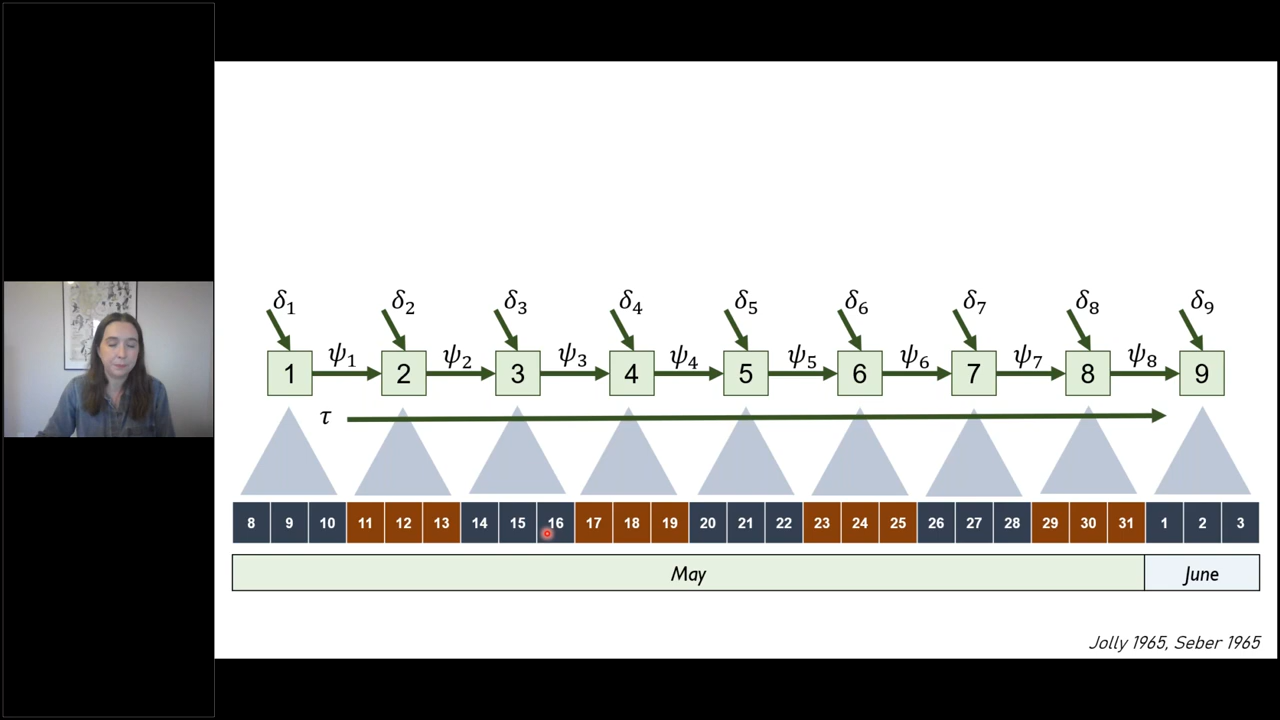 δ₁ δ₂ δ₃ δ₄ δ₅ δ₆ δ₇ δ₈ δ₉
ψ₁ ψ₂ ψ₃ ψ₄ ψ₅ ψ₆ ψ₇ ψ₈
1 2 3 4 5 6 7 8 9
τ
8 9 10 11 12 13 14 15 16 17 18 19 20 21 22 23 24 25 26 27 28 29 30 31 1 2 3
May June
Jolly 1965, Seber 1965